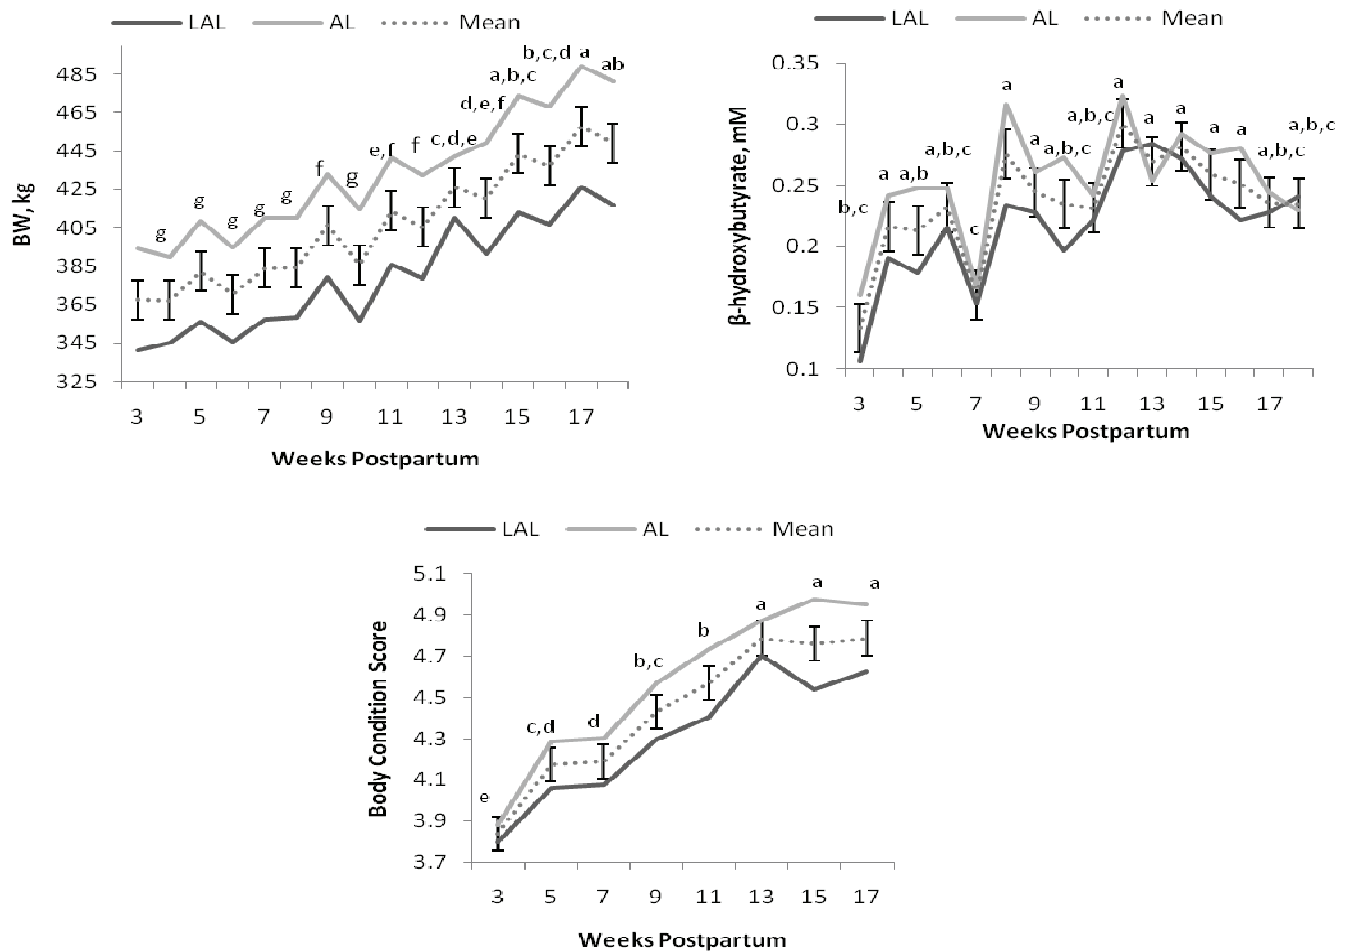 LAL AL Mean
BW, kg
485
465
445
425
405
385
365
345
325
g g g g g f g e,f f c,d,e d,e,f a,b,c b,c,d a ab
3 5 7 9 11 13 15 17
Weeks Postpartum
LAL AL Mean
β-hydroxybutyrate, mM
0.35
0.3
0.25
0.2
0.15
0.1
b,c a a,b a,b,c c a a a,b,c a,b,c a a a a a a,b,c a,b,c
3 5 7 9 11 13 15 17
Weeks Postpartum
LAL AL Mean
Body Condition Score
5.1
4.9
4.7
4.5
4.3
4.1
3.9
3.7
e c,d d b,c b a a a
3 5 7 9 11 13 15 17
Weeks Postpartum